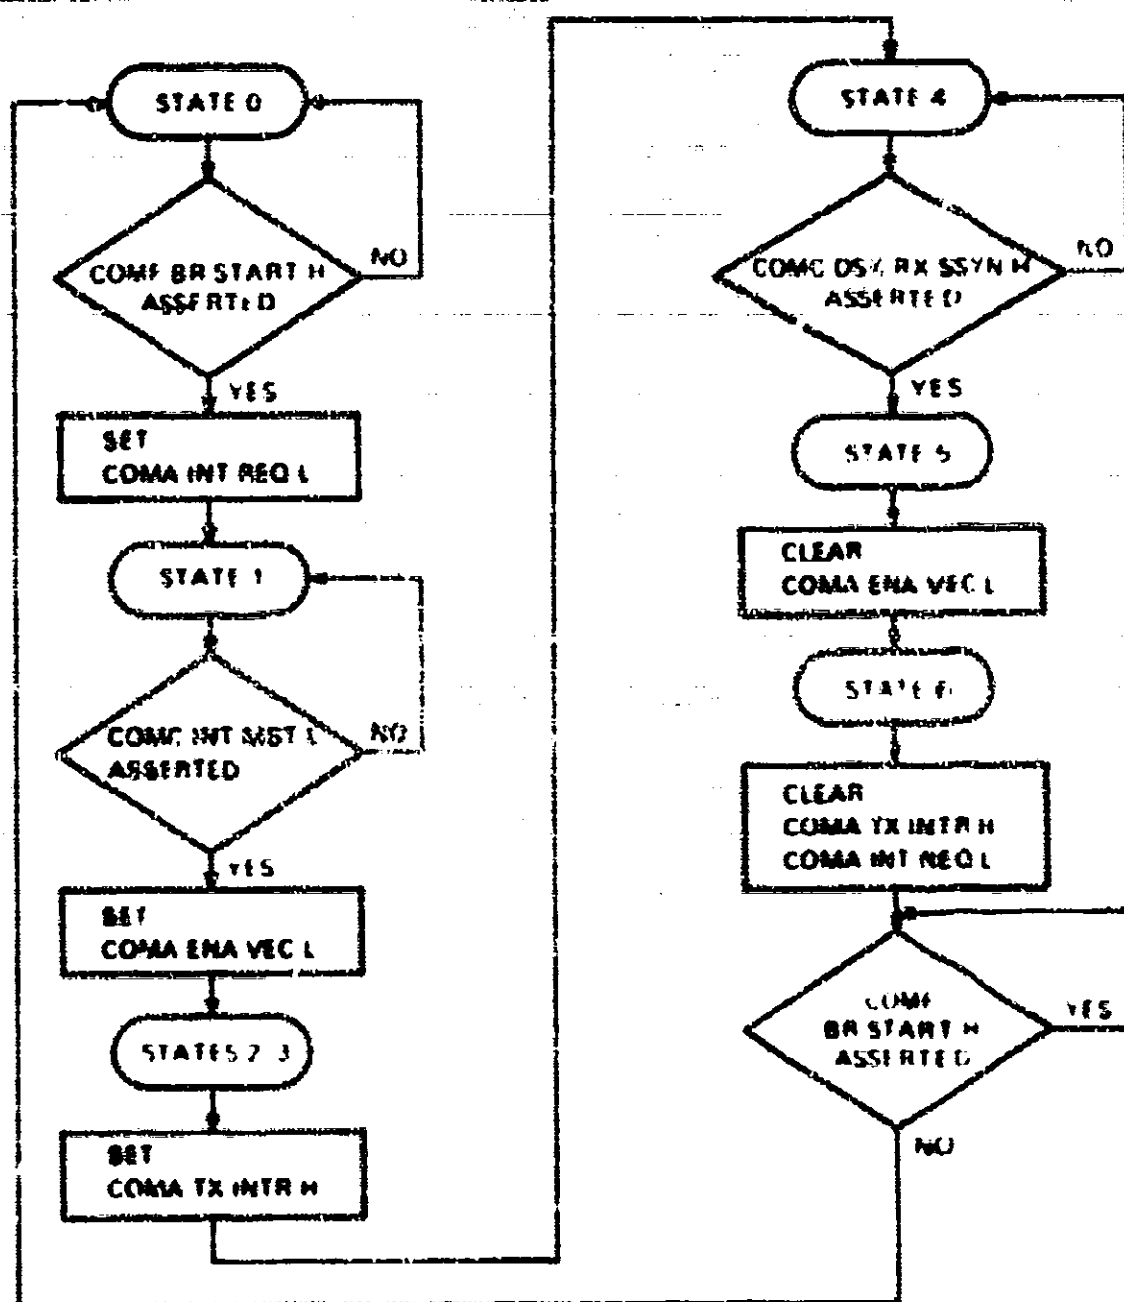 STATE 0
COMF BR START H
ASSERTED
NO
YES
SET
COMA INT REQ L
STATE 1
COMC INT MST L
ASSERTED
NO
YES
SET
COMA ENA VEC L
STATES 2 3
SET
COMA TX INTR H
STATE 4
COMC RX SSYN H
ASSERTED
NO
YES
STATE 5
CLEAR
COMA ENA VEC L
STATE 6
CLEAR
COMA TX INTR H
COMA INT REQ L
COMF
BR START H
ASSERTED
YES
NO